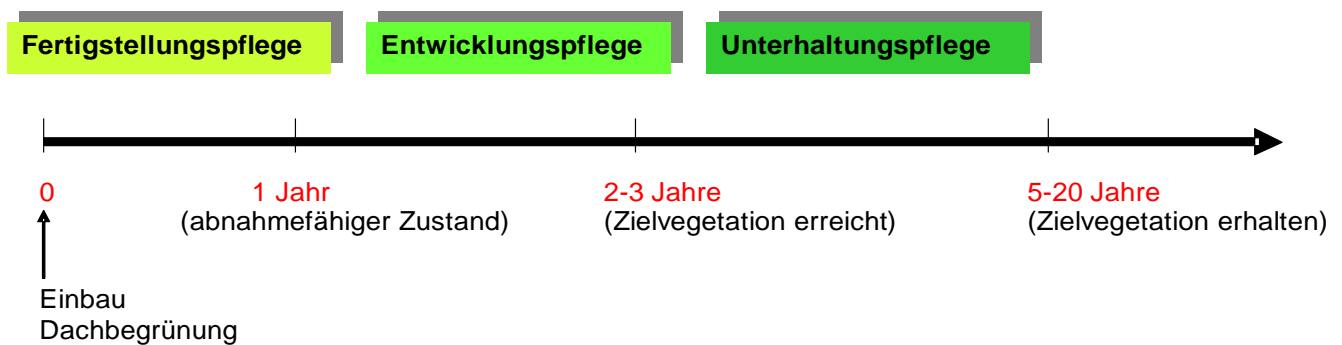 Fertigstellungspflege
Entwicklungspflege
Unterhaltungspflege
0
1 Jahr
(abnahmefähiger Zustand)
2-3 Jahre
(Zielvegetation erreicht)
5-20 Jahre
(Zielvegetation erhalten)
Einbau
Dachbegrünung